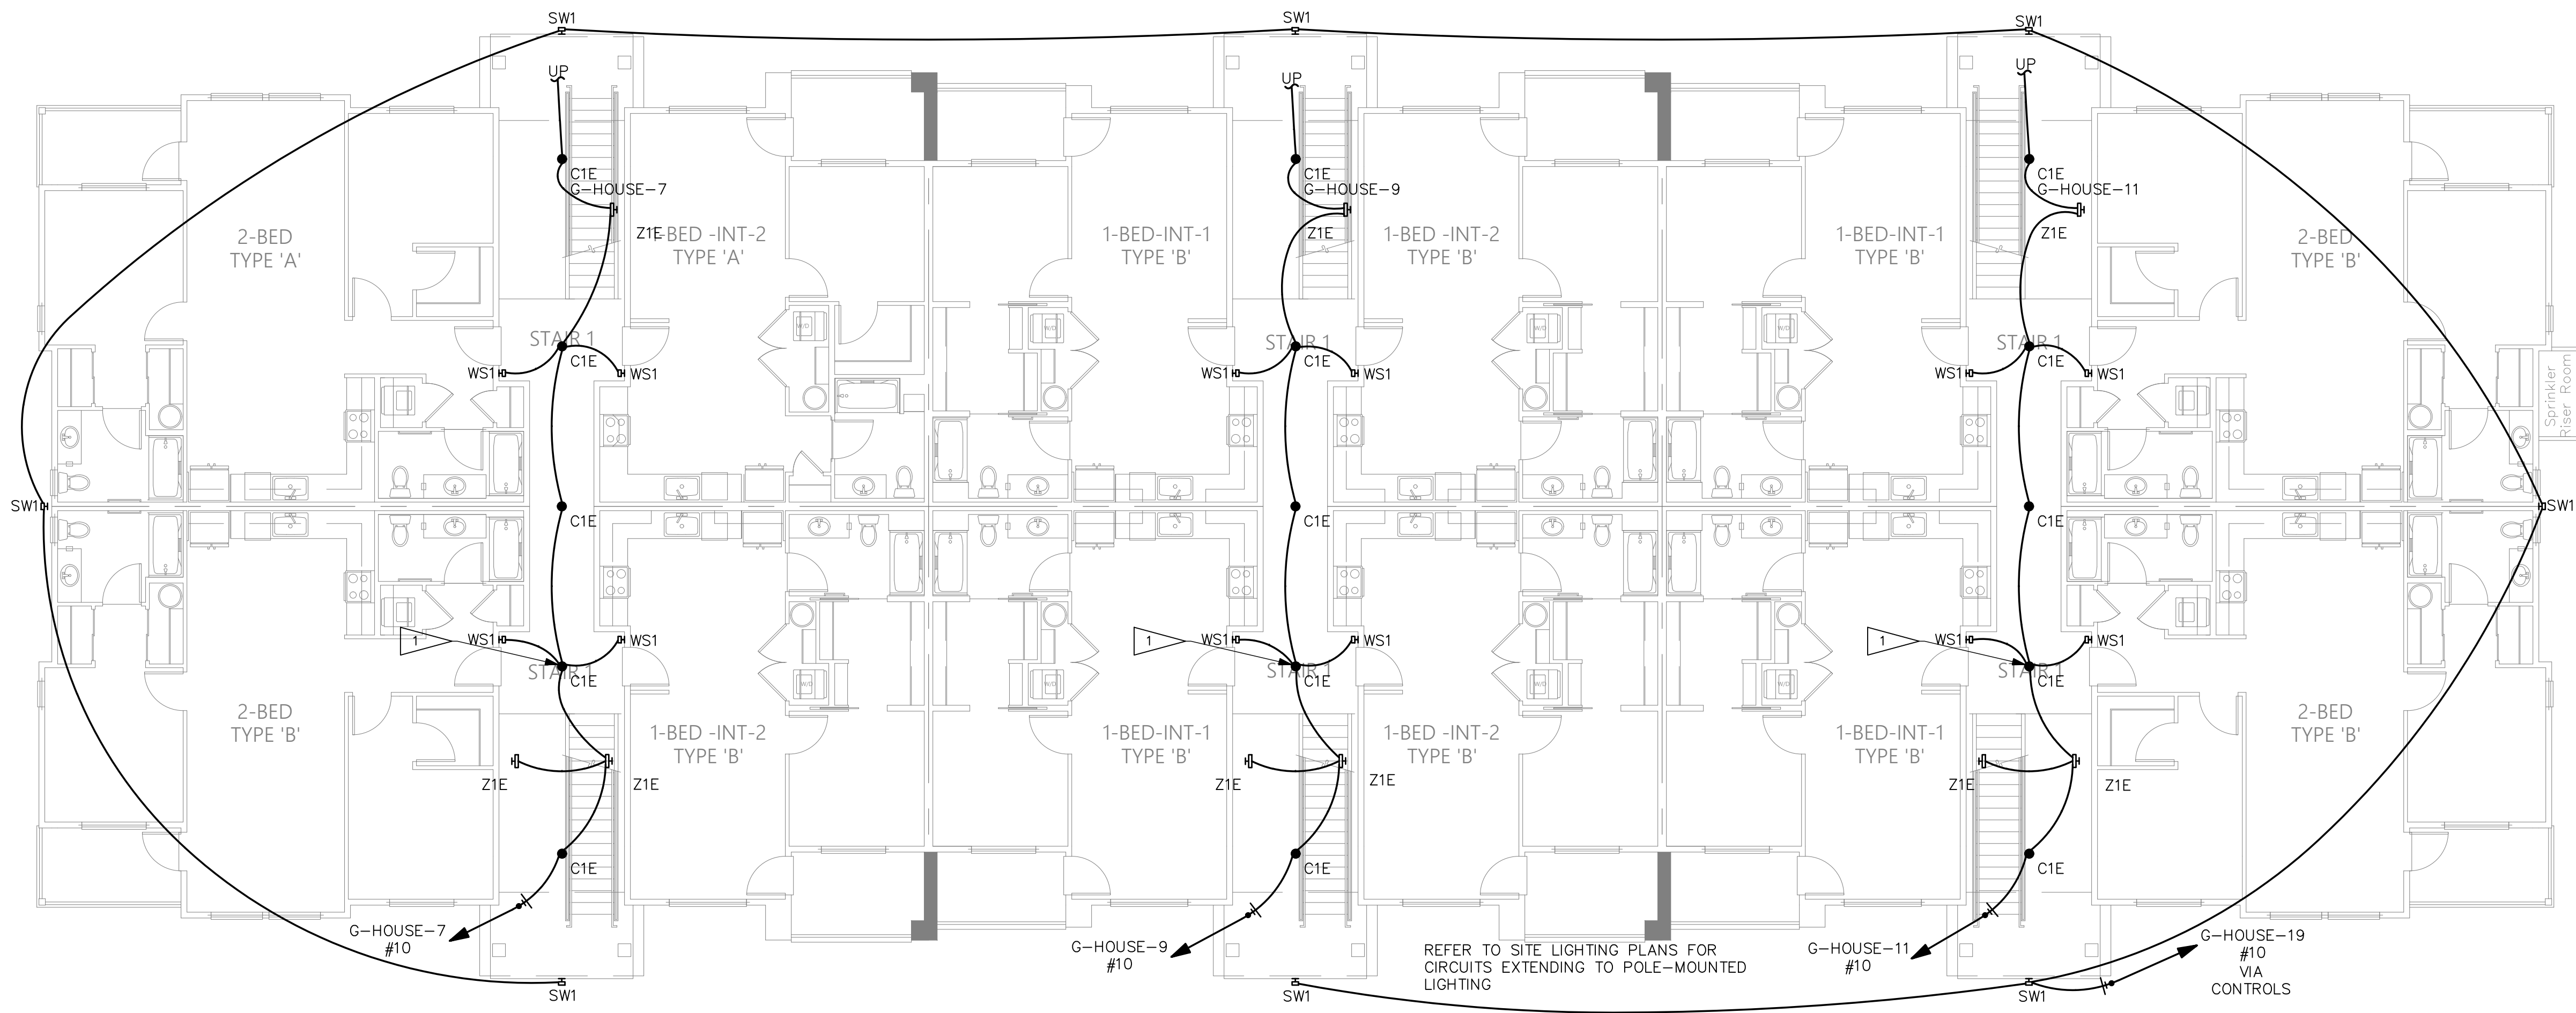 SW1
SW1
SW1
UP
UP
UP
C1E
G-HOUSE-7
C1E
G-HOUSE-9
C1E
G-HOUSE-11
Z1E
Z1E
Z1E
2-BED
TYPE 'A'
1-BED -INT-2
TYPE 'A'
1-BED-INT-1
TYPE 'B'
1-BED -INT-2
TYPE 'B'
1-BED-INT-1
TYPE 'B'
2-BED
TYPE 'B'
W/D
W/D
W/D
W/D
STAIR 1
STAIR 1
STAIR 1
C1E
C1E
C1E
WS1
WS1
WS1
WS1
WS1
WS1
Sprinkler
Riser Room
SW1
C1E
C1E
C1E
SW1
1
WS1
WS1
1
WS1
WS1
1
WS1
WS1
STAIR 1
STAIR 1
STAIR 1
C1E
C1E
C1E
W/D
W/D
W/D
W/D
2-BED
TYPE 'B'
1-BED -INT-2
TYPE 'B'
1-BED-INT-1
TYPE 'B'
1-BED -INT-2
TYPE 'B'
1-BED-INT-1
TYPE 'B'
2-BED
TYPE 'B'
Z1E
Z1E
Z1E
Z1E
Z1E
Z1E
C1E
C1E
C1E
G-HOUSE-7
#10
G-HOUSE-9
#10
REFER TO SITE LIGHTING PLANS FOR
CIRCUITS EXTENDING TO POLE-MOUNTED
LIGHTING
G-HOUSE-11
#10
G-HOUSE-19
#10
VIA
CONTROLS
SW1
SW1
SW1